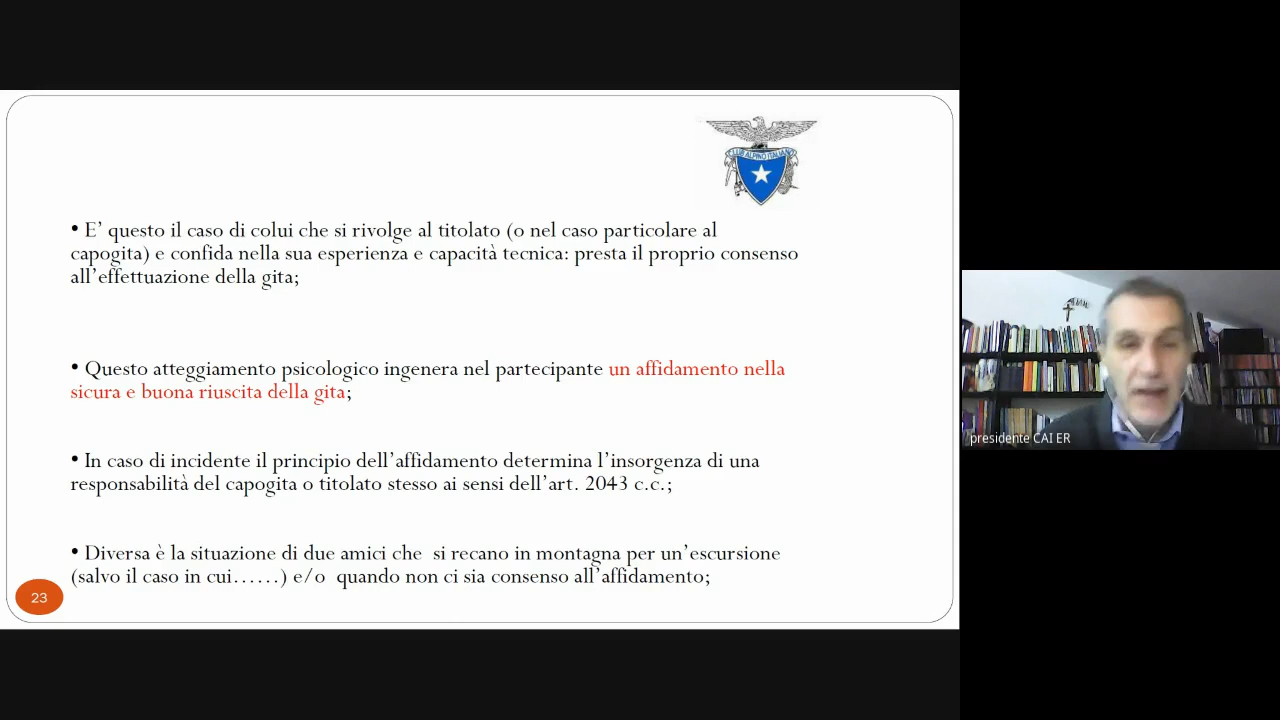 CLUB ALPINO ITALIANO
• E’ questo il caso di colui che si rivolge al titolato (o nel caso particolare al
capogita) e confida nella sua esperienza e capacità tecnica: presta il proprio consenso
all’effettuazione della gita;
• Questo atteggiamento psicologico ingenera nel partecipante un affidamento nella
sicura e buona riuscita della gita;
• In caso di incidente il principio dell’affidamento determina l’insorgenza di una
responsabilità del capogita o titolato stesso ai sensi dell’art. 2043 c.c.;
• Diversa è la situazione di due amici che  si recano in montagna per un’escursione
(salvo il caso in cui……) e/o  quando non ci sia consenso all’affidamento;
23
presidente CAI ER